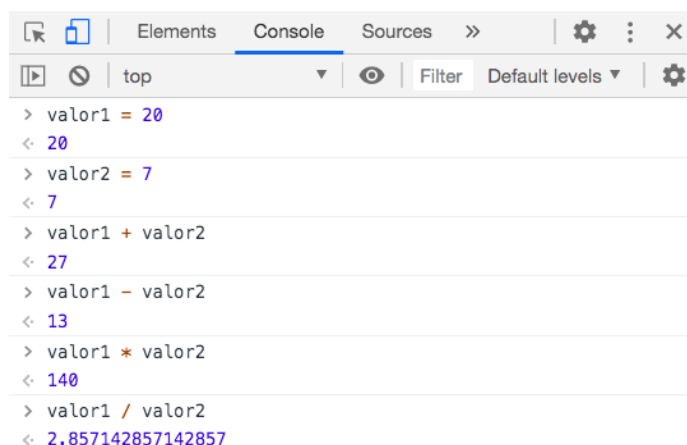 Elements Console Sources »
top Filter Default levels ▼
> valor1 = 20
< 20
> valor2 = 7
< 7
> valor1 + valor2
< 27
> valor1 - valor2
< 13
> valor1 * valor2
< 140
> valor1 / valor2
< 2.857142857142857